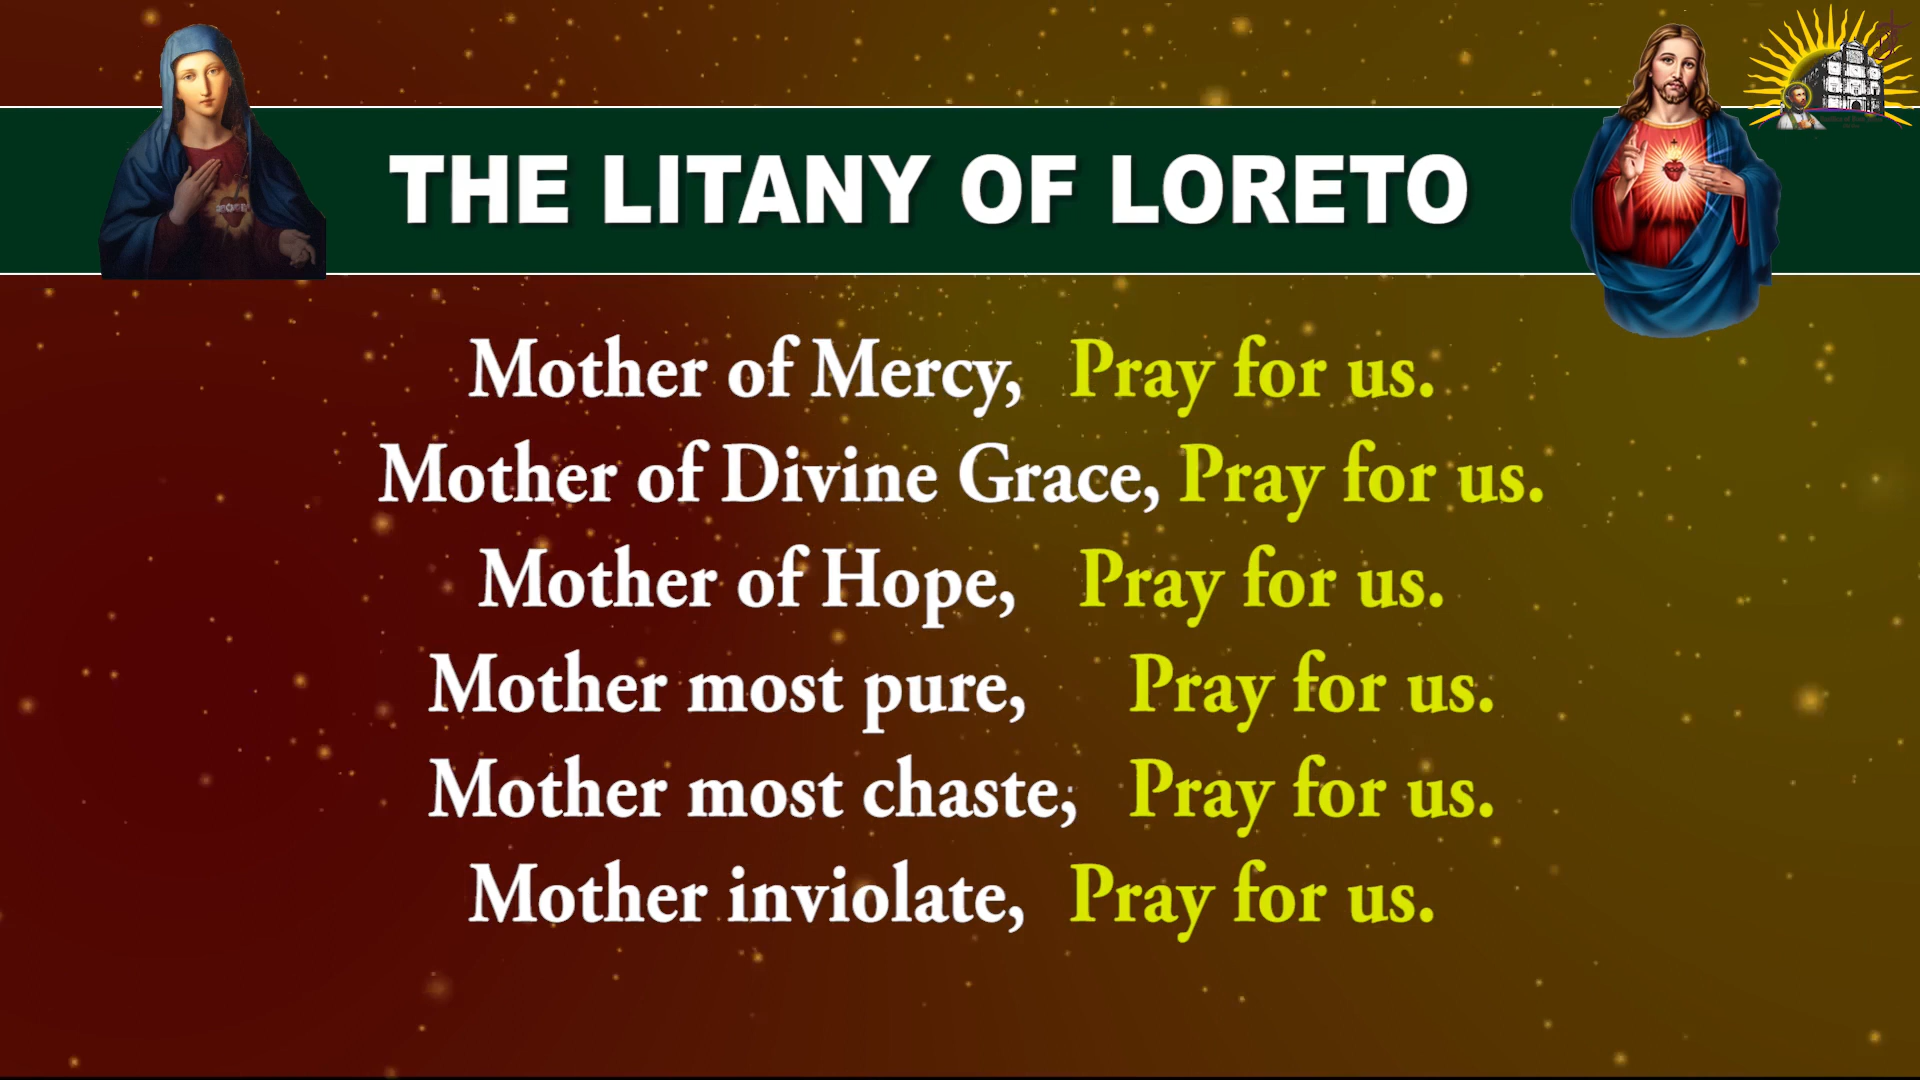 THE LITANY OF LORETO
Mother of Mercy, Pray for us.
Mother of Divine Grace, Pray for us.
Mother of Hope, Pray for us.
Mother most pure, Pray for us.
Mother most chaste, Pray for us.
Mother inviolate, Pray for us.